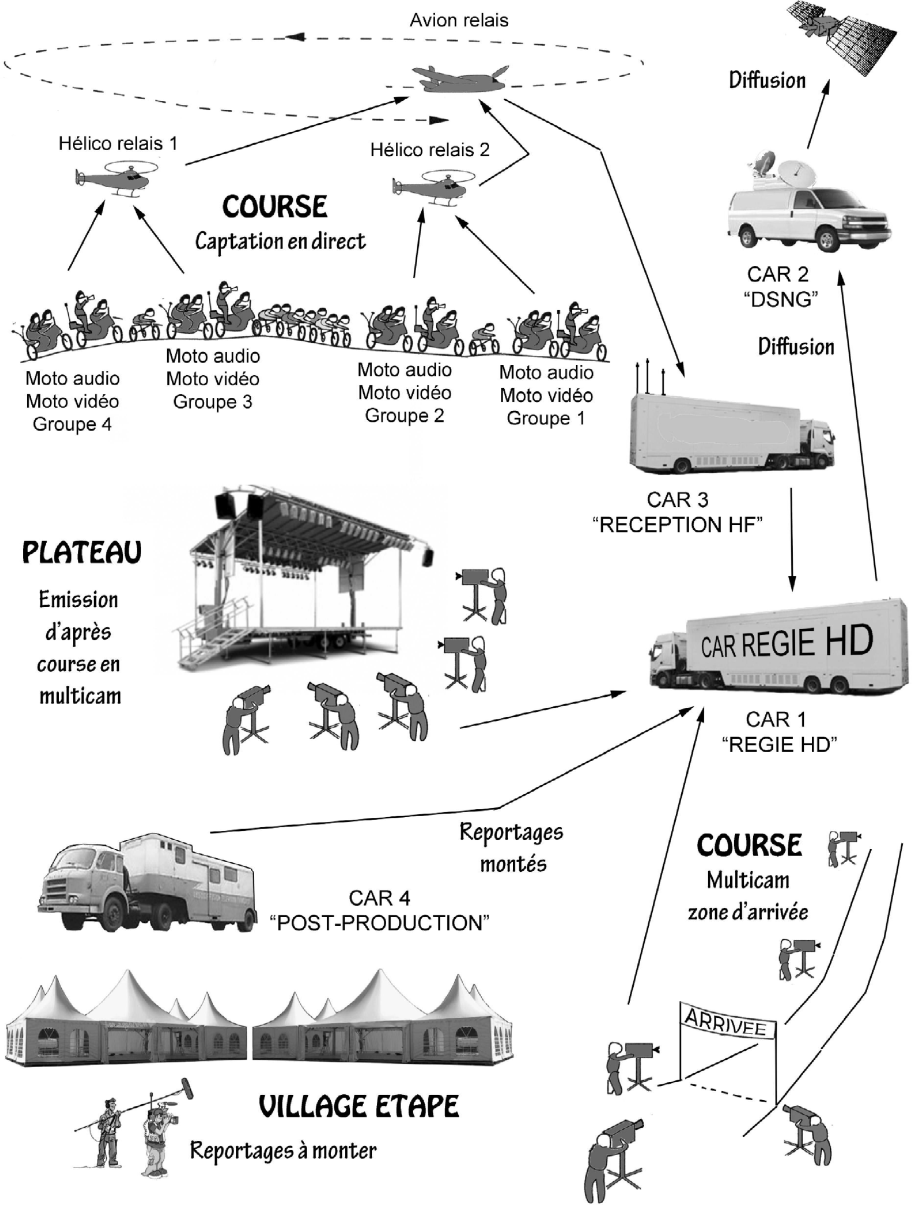 Avion relais
Diffusion
Hélico relais 1
Hélico relais 2
COURSE
Captation en direct
CAR 2
“DSNG”
Diffusion
Moto audio
Moto vidéo
Groupe 4
Moto audio
Moto vidéo
Groupe 3
Moto audio
Moto vidéo
Groupe 2
Moto audio
Moto vidéo
Groupe 1
CAR 3
“RECEPTION HF”
PLATEAU
Emission
d’après
course en
multicam
CAR REGIE HD
CAR 1
“REGIE HD”
Reportages
montés
CAR 4
“POST-PRODUCTION”
COURSE
Multicam
zone d’arrivée
ARRIVEE
VILLAGE ETAPE
Reportages à monter